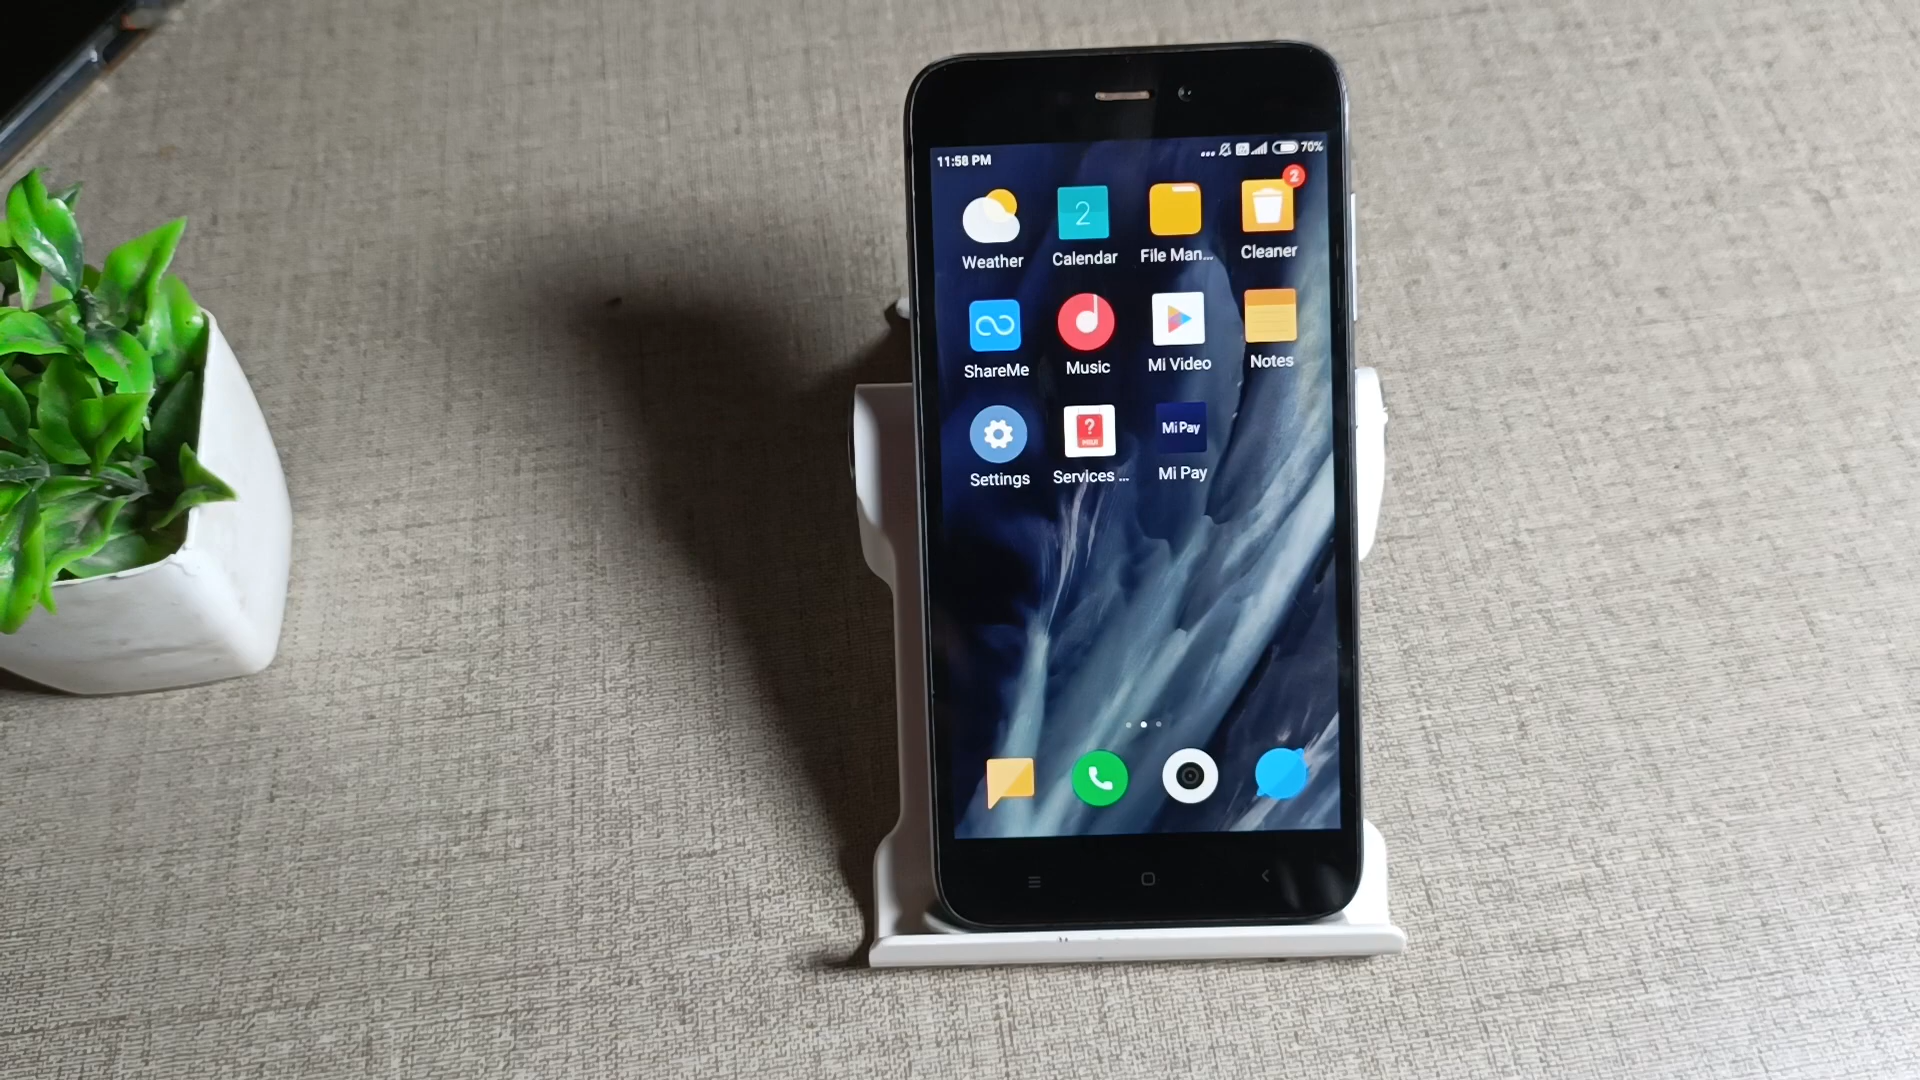 11:58 PM 70%
2
2
Weather Calendar File Man... Cleaner
ShareMe Music Mi Video Notes
?
MIUI
Mi Pay
Settings Services ... Mi Pay